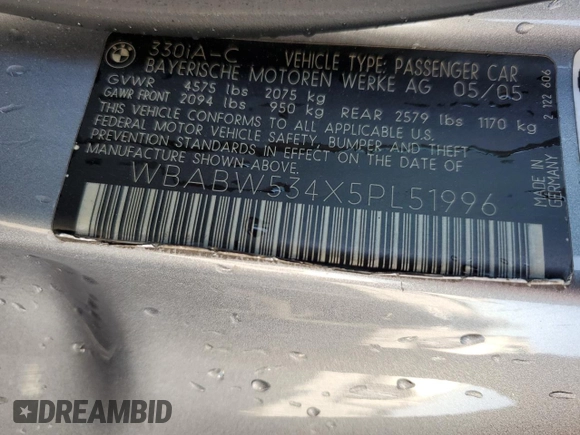 BMW
330iA-C VEHICLE TYPE: PASSENGER CAR
BAYERISCHE MOTOREN WERKE AG 05/05
GVWR 4575 lbs 2075 kg
GAWR FRONT 2094 lbs 950 kg REAR 2579 lbs 1170 kg
THIS VEHICLE CONFORMS TO ALL APPLICABLE U.S.
FEDERAL MOTOR VEHICLE SAFETY, BUMPER, AND THEFT
PREVENTION STANDARDS IN EFFECT ON THE DATE OF
MANUFACTURE SHOWN ABOVE.
WBABW534X5PL51996
MADE IN
GERMANY
2 122 606
DREAMBID